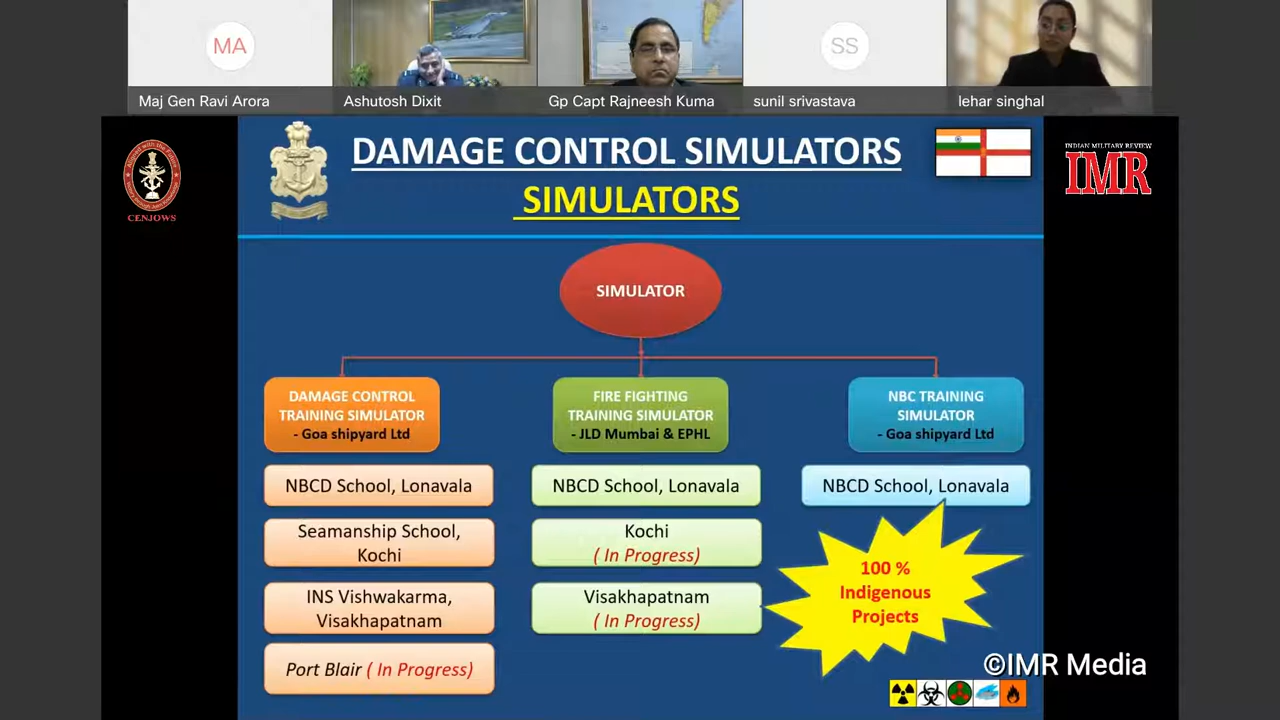 MA
SS
Maj Gen Ravi Arora
Ashutosh Dixit
Gp Capt Rajneesh Kuma
sunil srivastava
lehar singhal
CENJOWS
DAMAGE CONTROL SIMULATORS
SIMULATORS
INDIAN MILITARY REVIEW
IMR
SIMULATOR
DAMAGE CONTROL
TRAINING SIMULATOR
- Goa shipyard Ltd
FIRE FIGHTING
TRAINING SIMULATOR
- JLD Mumbai & EPHL
NBC TRAINING
SIMULATOR
- Goa shipyard Ltd
NBCD School, Lonavala
NBCD School, Lonavala
NBCD School, Lonavala
Seamanship School,
Kochi
Kochi
( In Progress)
INS Vishwakarma,
Visakhapatnam
Visakhapatnam
( In Progress)
Port Blair ( In Progress)
100 %
Indigenous
Projects
©IMR Media